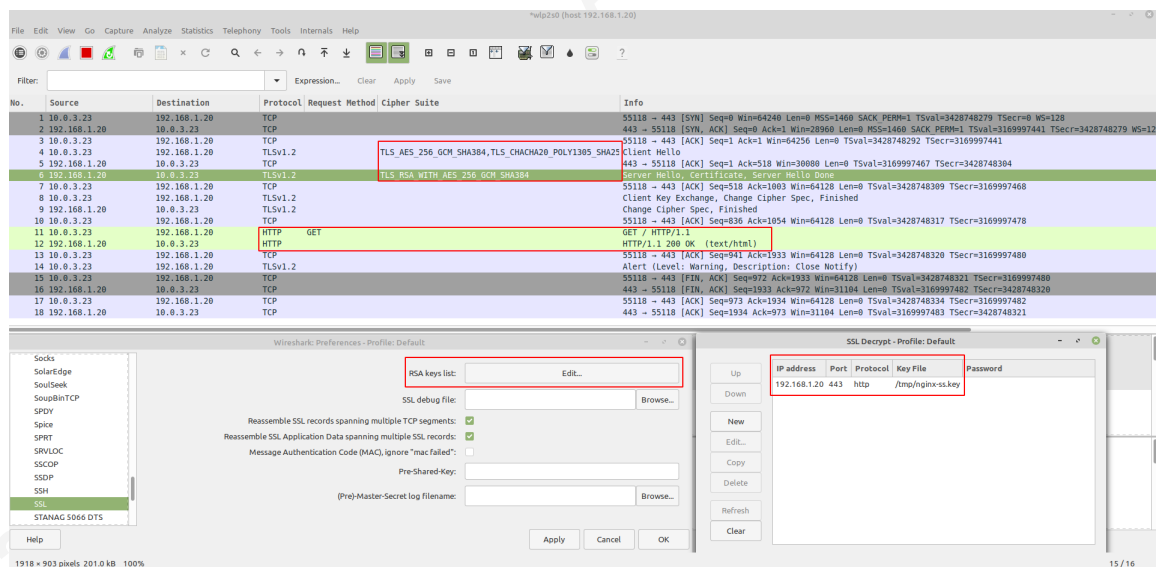 *wlp2s0 (host 192.168.1.20)
File Edit View Go Capture Analyze Statistics Telephony Tools Internals Help
Filter: Expression... Clear Apply Save
No. Source Destination Protocol Request Method Cipher Suite Info
1 10.0.3.23 192.168.1.20 TCP 55118 → 443 [SYN] Seq=0 Win=64240 Len=0 MSS=1460 SACK_PERM=1 TSval=3428748279 TSecr=0 WS=128
2 192.168.1.20 10.0.3.23 TCP 443 → 55118 [SYN, ACK] Seq=0 Ack=1 Win=28960 Len=0 MSS=1460 SACK_PERM=1 TSval=3169997441 TSecr=3428748279 WS=12
3 10.0.3.23 192.168.1.20 TCP 55118 → 443 [ACK] Seq=1 Ack=1 Win=64256 Len=0 TSval=3428748292 TSecr=3169997441
4 10.0.3.23 192.168.1.20 TLSv1.2 TLS_AES_256_GCM_SHA384,TLS_CHACHA20_POLY1305_SHA25 Client Hello
5 192.168.1.20 10.0.3.23 TCP 443 → 55118 [ACK] Seq=1 Ack=518 Win=30080 Len=0 TSval=3169997467 TSecr=3428748304
6 192.168.1.20 10.0.3.23 TLSv1.2 TLS_RSA_WITH_AES_256_GCM_SHA384 Server Hello, Certificate, Server Hello Done
7 10.0.3.23 192.168.1.20 TCP 55118 → 443 [ACK] Seq=518 Ack=1003 Win=64128 Len=0 TSval=3428748309 TSecr=3169997468
8 10.0.3.23 192.168.1.20 TLSv1.2 Client Key Exchange, Change Cipher Spec, Finished
9 192.168.1.20 10.0.3.23 TLSv1.2 Change Cipher Spec, Finished
10 10.0.3.23 192.168.1.20 TCP 55118 → 443 [ACK] Seq=836 Ack=1054 Win=64128 Len=0 TSval=3428748317 TSecr=3169997478
11 10.0.3.23 192.168.1.20 HTTP GET GET / HTTP/1.1
12 192.168.1.20 10.0.3.23 HTTP HTTP/1.1 200 OK (text/html)
13 10.0.3.23 192.168.1.20 TCP 55118 → 443 [ACK] Seq=941 Ack=1933 Win=64128 Len=0 TSval=3428748320 TSecr=3169997480
14 10.0.3.23 192.168.1.20 TLSv1.2 Alert (Level: Warning, Description: Close Notify)
15 10.0.3.23 192.168.1.20 TCP 55118 → 443 [FIN, ACK] Seq=972 Ack=1933 Win=64128 Len=0 TSval=3428748321 TSecr=3169997480
16 192.168.1.20 10.0.3.23 TCP 443 → 55118 [FIN, ACK] Seq=1933 Ack=972 Win=31104 Len=0 TSval=3169997482 TSecr=3428748320
17 10.0.3.23 192.168.1.20 TCP 55118 → 443 [ACK] Seq=973 Ack=1934 Win=64128 Len=0 TSval=3428748334 TSecr=3169997482
18 192.168.1.20 10.0.3.23 TCP 443 → 55118 [ACK] Seq=1934 Ack=973 Win=31104 Len=0 TSval=3169997483 TSecr=3428748321
Wireshark: Preferences - Profile: Default
Socks
SolarEdge
SoulSeek
SoupBinTCP
SPDY
Spice
SPRT
SRVLOC
SSCOP
SSDP
SSH
SSL
STANAG 5066 DTS
RSA keys list: Edit...
SSL debug file: Browse...
Reassemble SSL records spanning multiple TCP segments:
Reassemble SSL Application Data spanning multiple SSL records:
Message Authentication Code (MAC), ignore "mac failed":
Pre-Shared-Key:
(Pre)-Master-Secret log filename: Browse...
Help Apply Cancel OK
SSL Decrypt - Profile: Default
Up
Down
New
Edit...
Copy
Delete
Refresh
Clear
IP address Port Protocol Key File Password
192.168.1.20 443 http /tmp/nginx-ss.key
1918 × 903 pixels 201.0 kB 100% 15 / 16